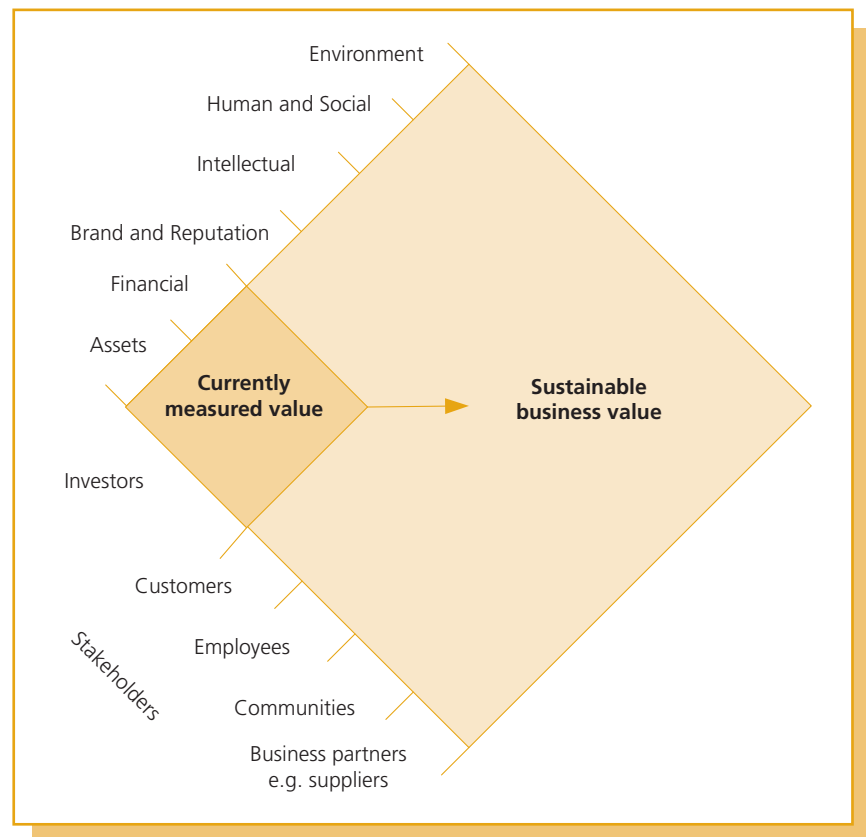 Environment
Human and Social
Intellectual
Brand and Reputation
Financial
Assets
Currently
measured value
Sustainable
business value
Investors
Customers
Employees
Stakeholders
Communities
Business partners
e.g. suppliers